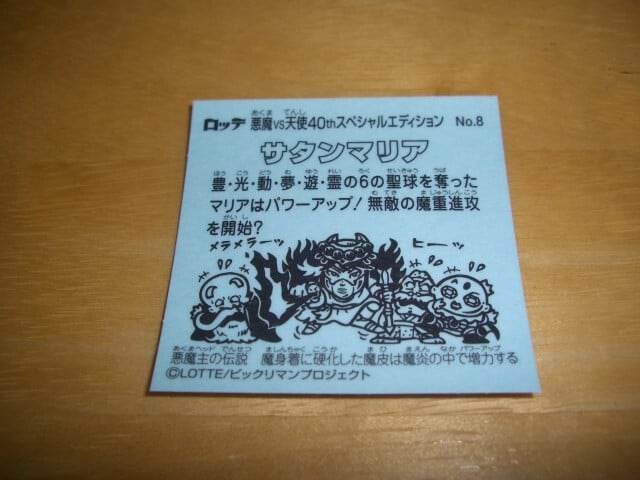 ロッテ 悪魔VS天使40thスペシャルエディション No.8
サタンマリア
豊・光・動・夢・遊・霊の6の聖球を奪った
マリアはパワーアップ!無敵の魔重進攻
を開始?
メラメラーッ ヒーッ
悪魔主の伝説 魔身着に硬化した魔皮は魔炎の中で増力する
©LOTTE/ビックリマンプロジェクト